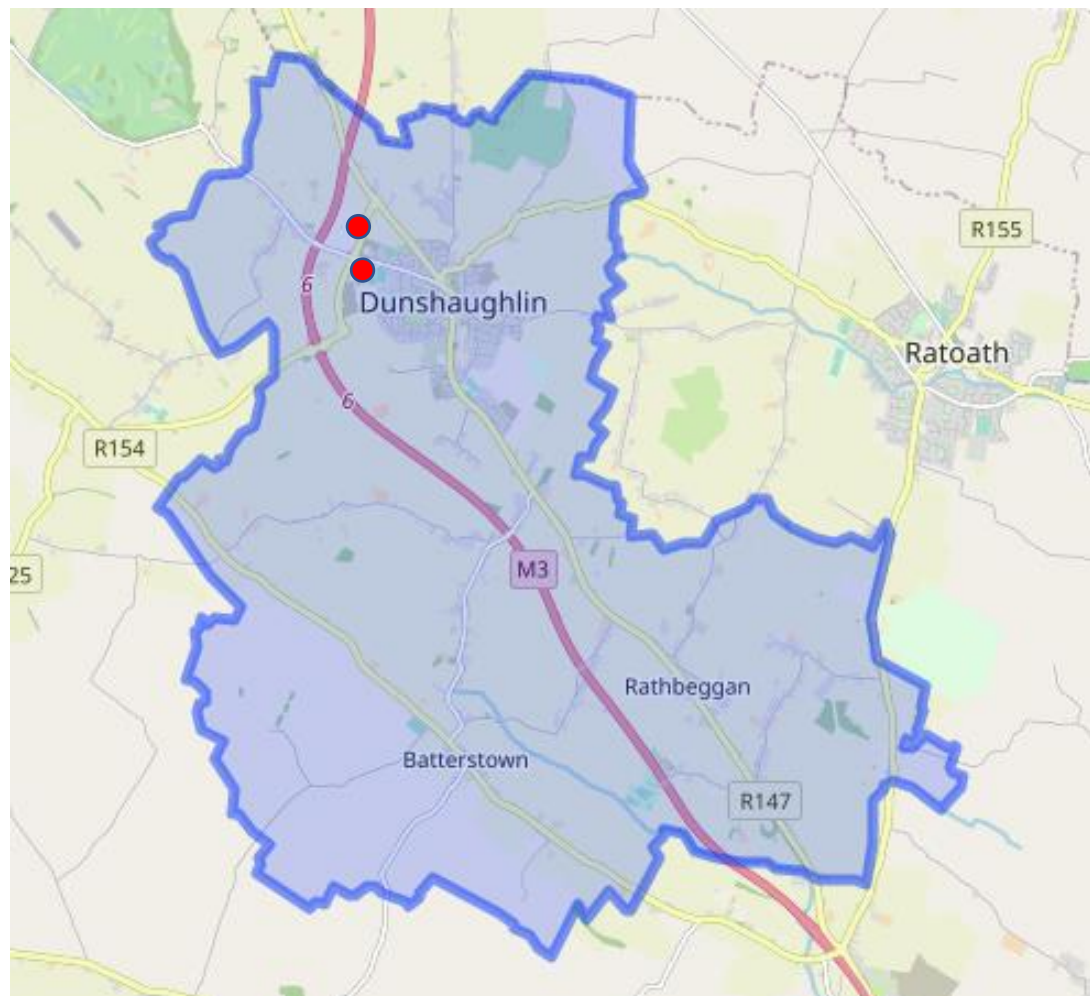 R155
6
Dunshaughlin
Ratoath
6
R154
M3
25
Rathbeggan
Batterstown
R147